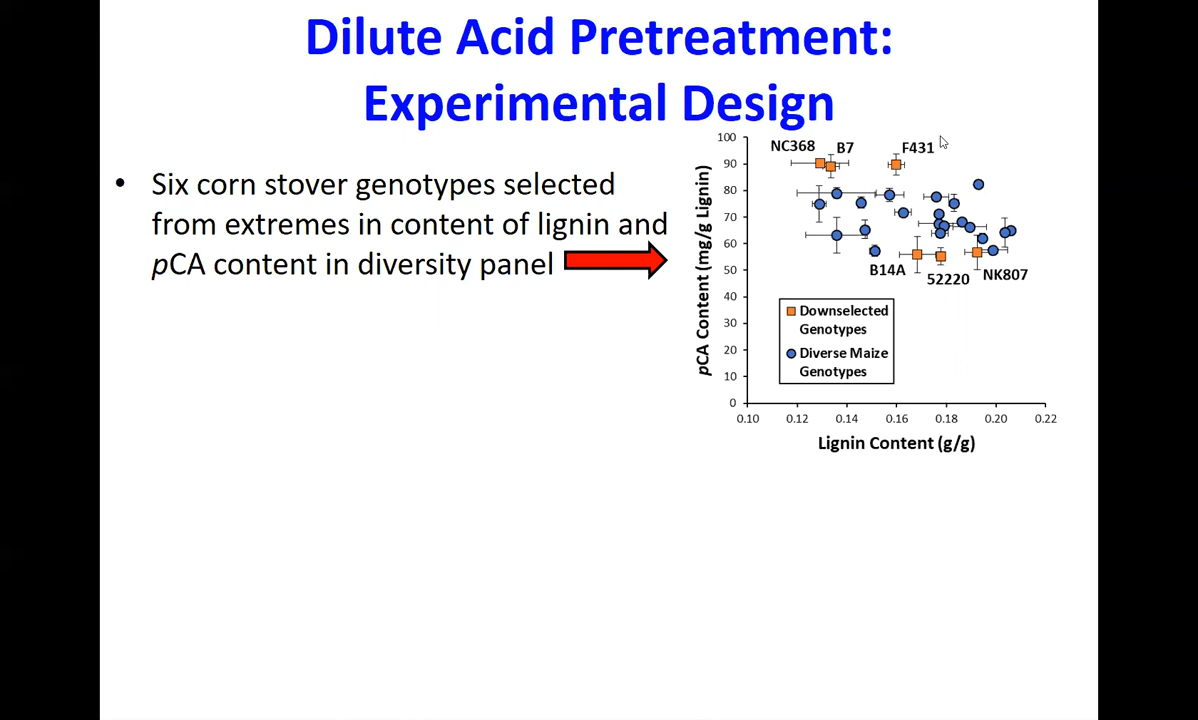 Dilute Acid Pretreatment:
Experimental Design
• Six corn stover genotypes selected
from extremes in content of lignin and
pCA content in diversity panel
pCA Content (mg/g Lignin)
100
90
80
70
60
50
40
30
20
10
0
NC368
B7
F431
B14A
52220
NK807
Downselected
Genotypes
Diverse Maize
Genotypes
0.10 0.12 0.14 0.16 0.18 0.20 0.22
Lignin Content (g/g)